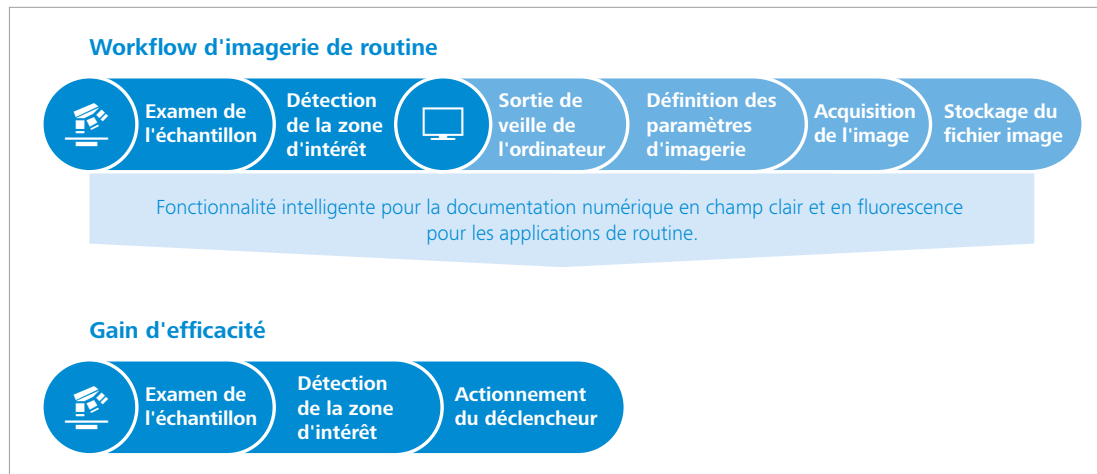 Workflow d'imagerie de routine
Examen de
l'échantillon
Détection
de la zone
d'intérêt
Sortie de
veille de
l'ordinateur
Définition des
paramètres
d'imagerie
Acquisition
de l'image
Stockage du
fichier image
Fonctionnalité intelligente pour la documentation numérique en champ clair et en fluorescence
pour les applications de routine.
Gain d'efficacité
Examen de
l'échantillon
Détection
de la zone
d'intérêt
Actionnement
du déclencheur